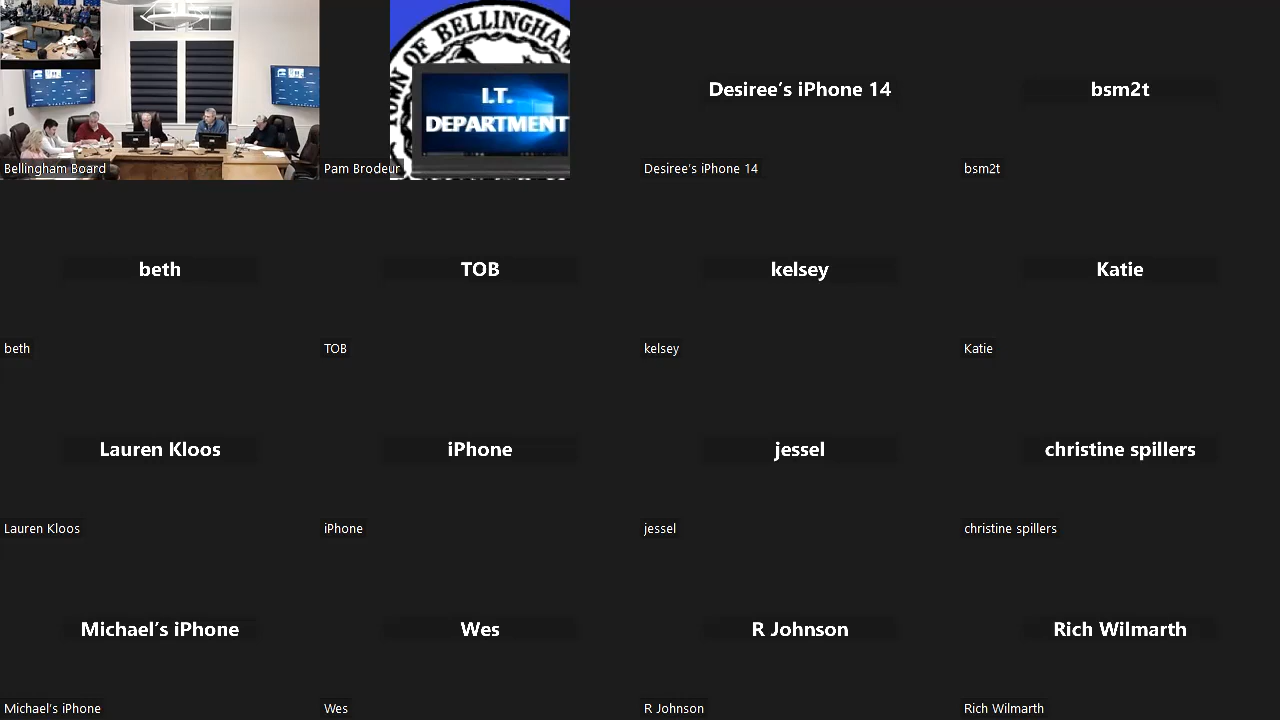 Bellingham Board
OF BELLINGHAM
I.T.
DEPARTMENT
Pam Brodeur
Desiree's iPhone 14
Desiree's iPhone 14
bsm2t
bsm2t
beth
beth
TOB
TOB
kelsey
kelsey
Katie
Katie
Lauren Kloos
Lauren Kloos
iPhone
iPhone
jessel
jessel
christine spillers
christine spillers
Michael's iPhone
Michael's iPhone
Wes
Wes
R Johnson
R Johnson
Rich Wilmarth
Rich Wilmarth